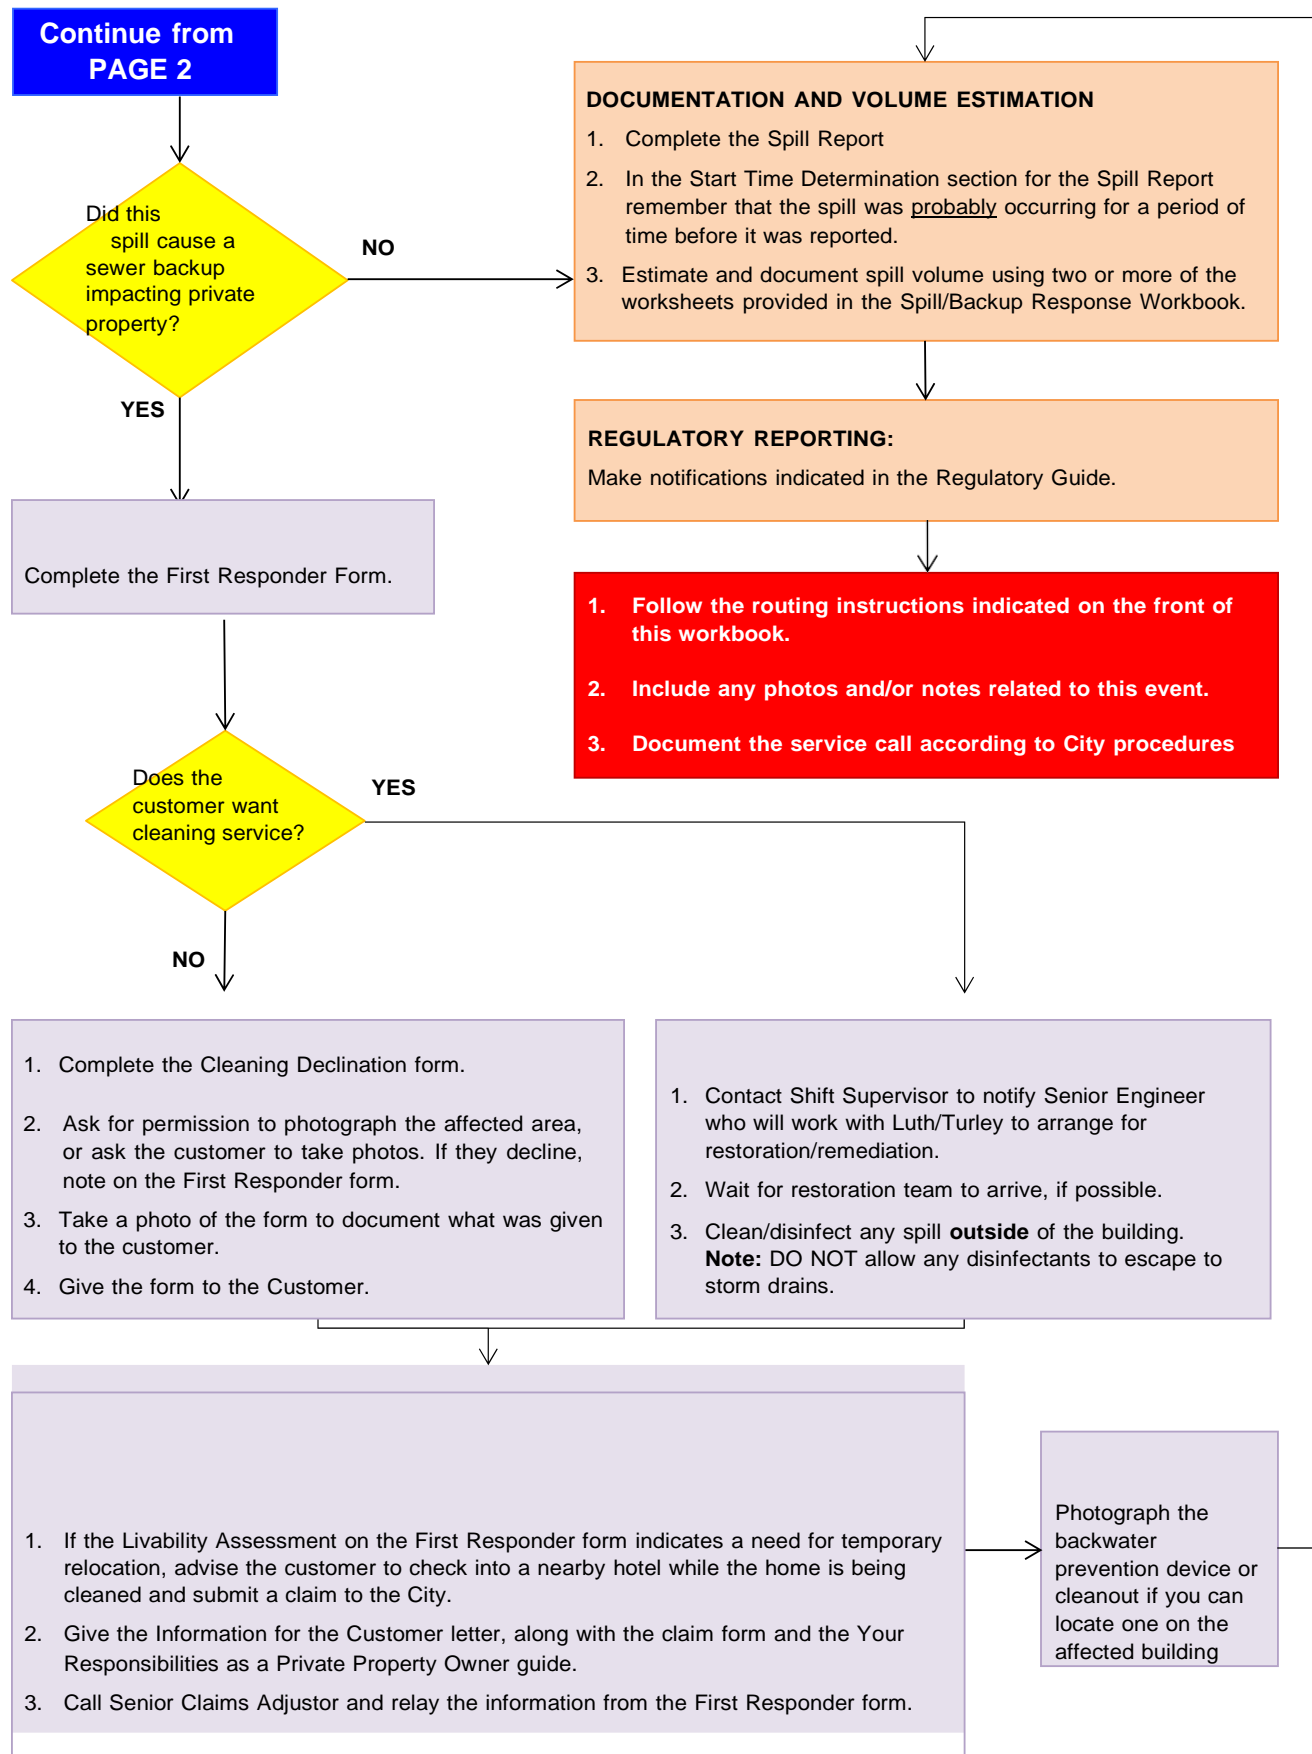 Continue from
PAGE 2
Did this
spill cause a
sewer backup
impacting private
property?
NO
YES
DOCUMENTATION AND VOLUME ESTIMATION
1. Complete the Spill Report
2. In the Start Time Determination section for the Spill Report
remember that the spill was probably occurring for a period of
time before it was reported.
3. Estimate and document spill volume using two or more of the
worksheets provided in the Spill/Backup Response Workbook.
REGULATORY REPORTING:
Make notifications indicated in the Regulatory Guide.
1. Follow the routing instructions indicated on the front of
this workbook.
2. Include any photos and/or notes related to this event.
3. Document the service call according to City procedures
Complete the First Responder Form.
Does the
customer want
cleaning service?
YES
NO
1. Complete the Cleaning Declination form.
2. Ask for permission to photograph the affected area,
or ask the customer to take photos. If they decline,
note on the First Responder form.
3. Take a photo of the form to document what was given
to the customer.
4. Give the form to the Customer.
1. Contact Shift Supervisor to notify Senior Engineer
who will work with Luth/Turley to arrange for
restoration/remediation.
2. Wait for restoration team to arrive, if possible.
3. Clean/disinfect any spill outside of the building.
Note: DO NOT allow any disinfectants to escape to
storm drains.
1. If the Livability Assessment on the First Responder form indicates a need for temporary
relocation, advise the customer to check into a nearby hotel while the home is being
cleaned and submit a claim to the City.
2. Give the Information for the Customer letter, along with the claim form and the Your
Responsibilities as a Private Property Owner guide.
3. Call Senior Claims Adjustor and relay the information from the First Responder form.
Photograph the
backwater
prevention device or
cleanout if you can
locate one on the
affected building